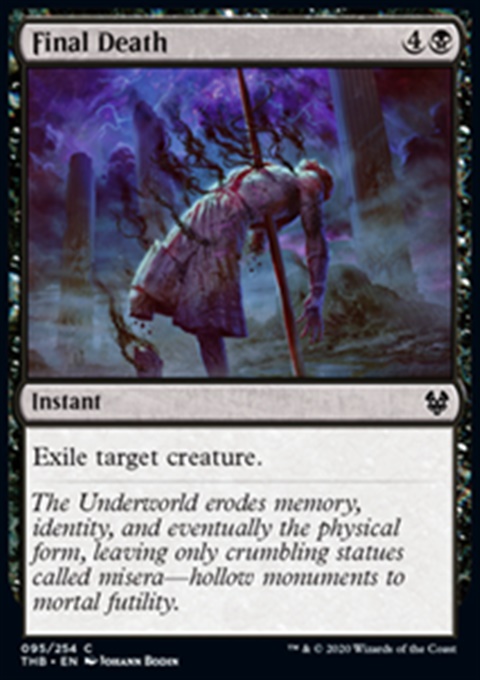 Final Death 4
Instant
Exile target creature.
The Underworld erodes memory,
identity, and eventually the physical
form, leaving only crumbling statues
called misera—hollow monuments to
mortal futility.
095/254 C
THB • EN Johann Bodin
™ & © 2020 Wizards of the Coast